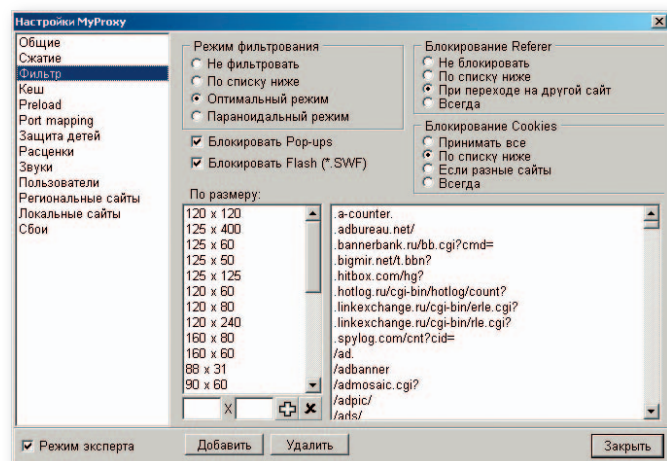 Настройки MyProxy
Общие
Сжатие
Фильтр
Кеш
Preload
Port mapping
Защита детей
Расценки
Звуки
Пользователи
Региональные сайты
Локальные сайты
Сбои
Режим фильтрования
Не фильтровать
По списку ниже
Оптимальный режим
Параноидальный режим
Блокировать Pop-ups
Блокировать Flash (*.SWF)
Блокирование Referer
Не блокировать
По списку ниже
При переходе на другой сайт
Всегда
Блокирование Cookies
Принимать все
По списку ниже
Если разные сайты
Всегда
По размеру:
120 x 120
125 x 400
125 x 60
125 x 50
125 x 125
120 x 60
120 x 80
120 x 240
160 x 80
160 x 60
88 x 31
90 x 60
X
.a-counter.
.adbureau.net/
.bannerbank.ru/bb.cgi?cmd=
.bigmir.net/t.bbn?
.hitbox.com/hg?
.hotlog.ru/cgi-bin/hotlog/count?
.linkexchange.ru/cgi-bin/erle.cgi?
.linkexchange.ru/cgi-bin/rle.cgi?
.spylog.com/cnt?cid=
/ad.
/adbanner
/admosaic.cgi?
/adpic/
/ads/
Режим эксперта
Добавить
Удалить
Закрыть